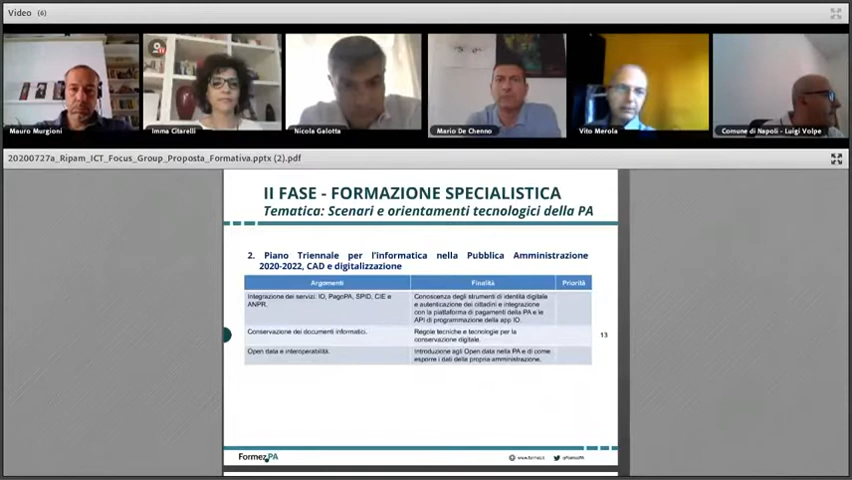 Video (6)
Mauro Murgioni
Imma Citarelli
Nicola Galotta
Mario De Chenno
Vito Merola
Comune di Napoli - Luigi Volpe
20200727a_Ripam_ICT_Focus_Group_Proposta_Formativa.pptx (2).pdf
II FASE - FORMAZIONE SPECIALISTICA
Tematica: Scenari e orientamenti tecnologici della PA
2. Piano Triennale per l'informatica nella Pubblica Amministrazione
2020-2022, CAD e digitalizzazione
Argomenti Finalità Priorità
Integrazione dei servizi: IO, PagoPA, SPID, CIE e
ANPR.
Conoscenza degli strumenti di identità digitale
e autenticazione dei cittadini e integrazione
con la piattaforma di pagamenti della PA e le
API di programmazione della app IO.
Conservazione dei documenti informatici.
Regole tecniche e tecnologie per la
conservazione digitale.
Open data e interoperabilità.
Introduzione agli Open data nella PA e di come
esporre i dati della propria amministrazione.
13
FormezPA
www.formez.it
@FormezPA